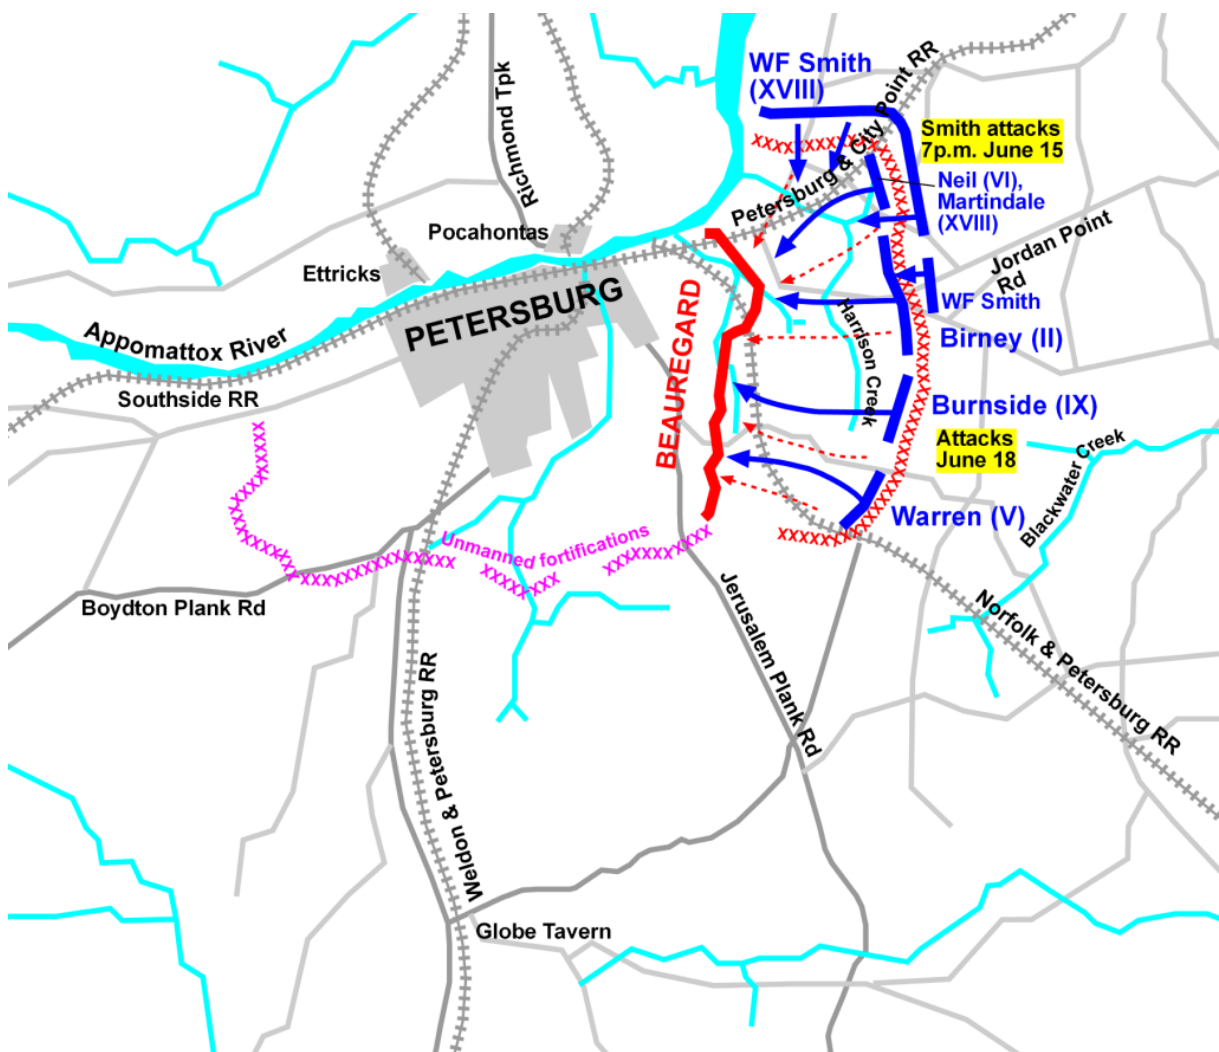 WF Smith
(XVIII)
Petersburg & City Point RR
Smith attacks
7p.m. June 15
Richmond Tpk
Neil (VI),
Martindale
(XVIII)
Pocahontas
Jordan Point
Rd
Ettricks
PETERSBURG
WF Smith
Appomattox River
Harrison Creek
Birney (II)
Southside RR
BEAUREGARD
Burnside (IX)
Attacks
June 18
Blackwater Creek
Warren (V)
Unmanned fortifications
Boydton Plank Rd
Jerusalem Plank Rd
Norfolk & Petersburg RR
Weldon & Petersburg RR
Globe Tavern